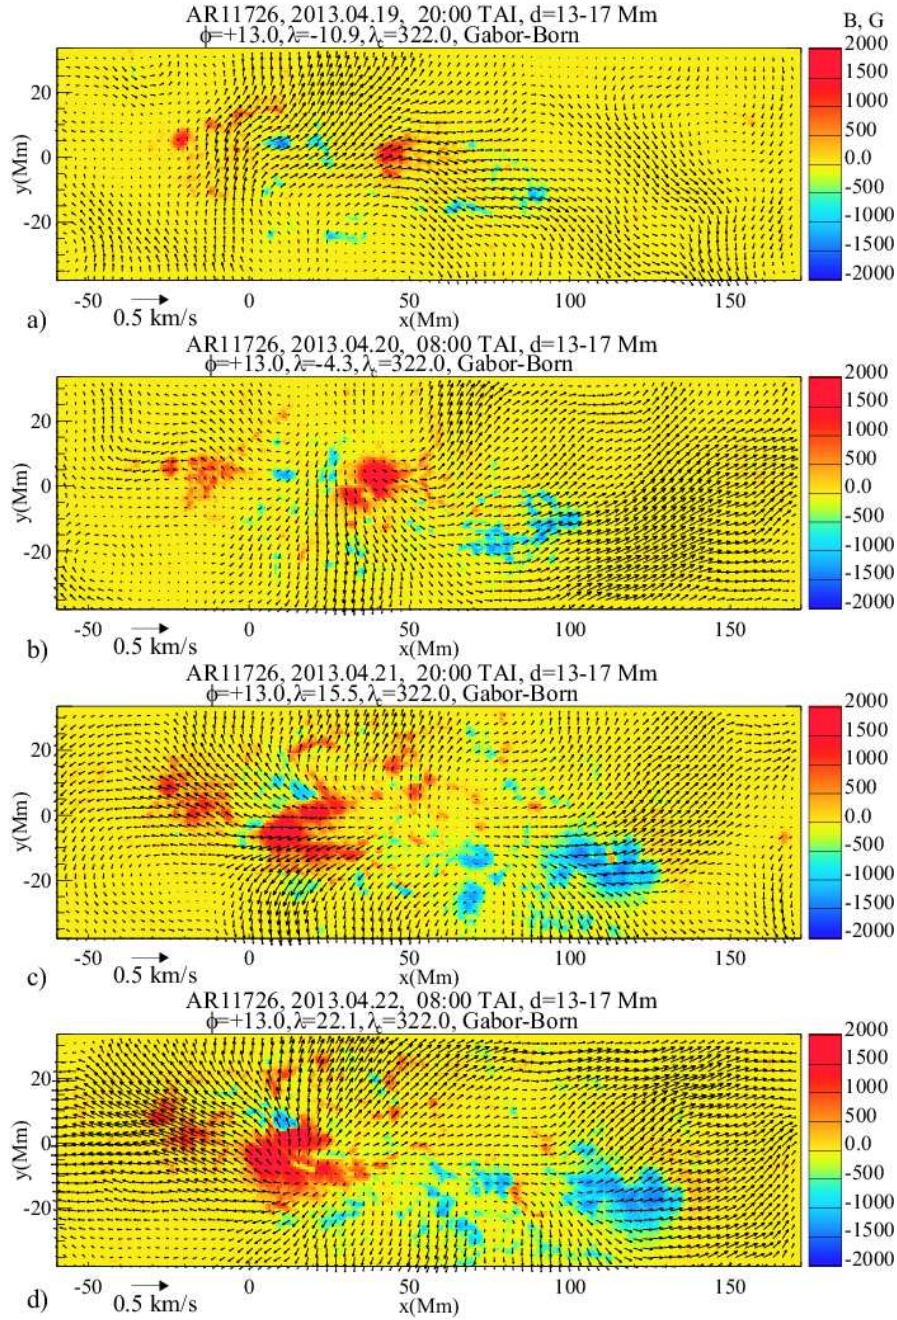 AR11726, 2013.04.19, 20:00 TAI, d=13-17 Mm
ϕ=+13.0,λ=-10.9,λc=322.0, Gabor-Born
B, G
2000
1500
1000
500
0.0
-500
-1000
-1500
-2000
y(Mm)
20
0
-20
-50
0
50
100
150
0.5 km/s
x(Mm)
a)
AR11726, 2013.04.20, 08:00 TAI, d=13-17 Mm
ϕ=+13.0,λ=-4.3,λc=322.0, Gabor-Born
2000
1500
1000
500
0.0
-500
-1000
-1500
-2000
y(Mm)
20
0
-20
-50
0
50
100
150
0.5 km/s
x(Mm)
b)
AR11726, 2013.04.21, 20:00 TAI, d=13-17 Mm
ϕ=+13.0,λ=15.5,λc=322.0, Gabor-Born
2000
1500
1000
500
0.0
-500
-1000
-1500
-2000
y(Mm)
20
0
-20
-50
0
50
100
150
0.5 km/s
x(Mm)
c)
AR11726, 2013.04.22, 08:00 TAI, d=13-17 Mm
ϕ=+13.0,λ=22.1,λc=322.0, Gabor-Born
2000
1500
1000
500
0.0
-500
-1000
-1500
-2000
y(Mm)
20
0
-20
-50
0
50
100
150
0.5 km/s
x(Mm)
d)